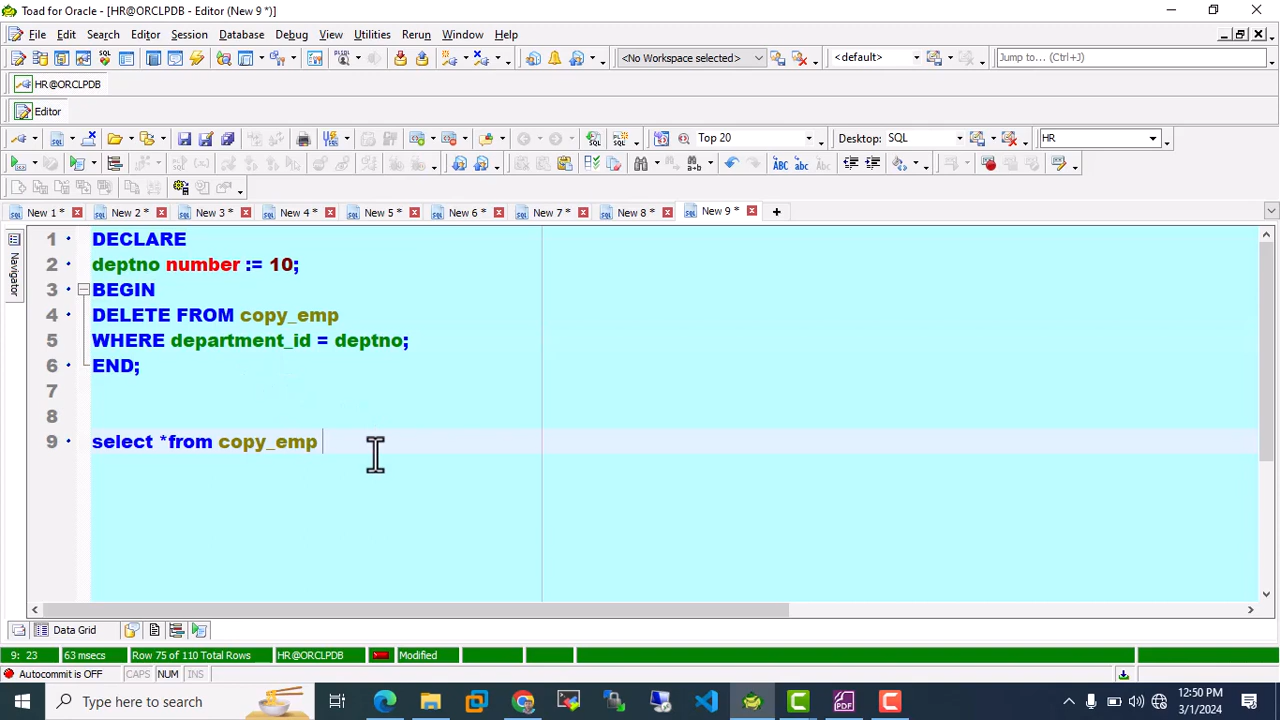 Toad for Oracle - [HR@ORCLPDB - Editor (New 9 *)]
File Edit Search Editor Session Database Debug View Utilities Rerun Window Help
<No Workspace selected> <default> Jump to... (Ctrl+J)
HR@ORCLPDB
Editor
Top 20 Desktop: SQL HR
New 1 * New 2 * New 3 * New 4 * New 5 * New 6 * New 7 * New 8 * New 9 *
Navigator
1 DECLARE
2 deptno number := 10;
3 BEGIN
4 DELETE FROM copy_emp
5 WHERE department_id = deptno;
6 END;
7
8
9 select *from copy_emp
Data Grid
9: 23 63 msecs Row 75 of 110 Total Rows HR@ORCLPDB Modified
Autocommit is OFF CAPS NUM INS
Type here to search 12:50 PM
3/1/2024